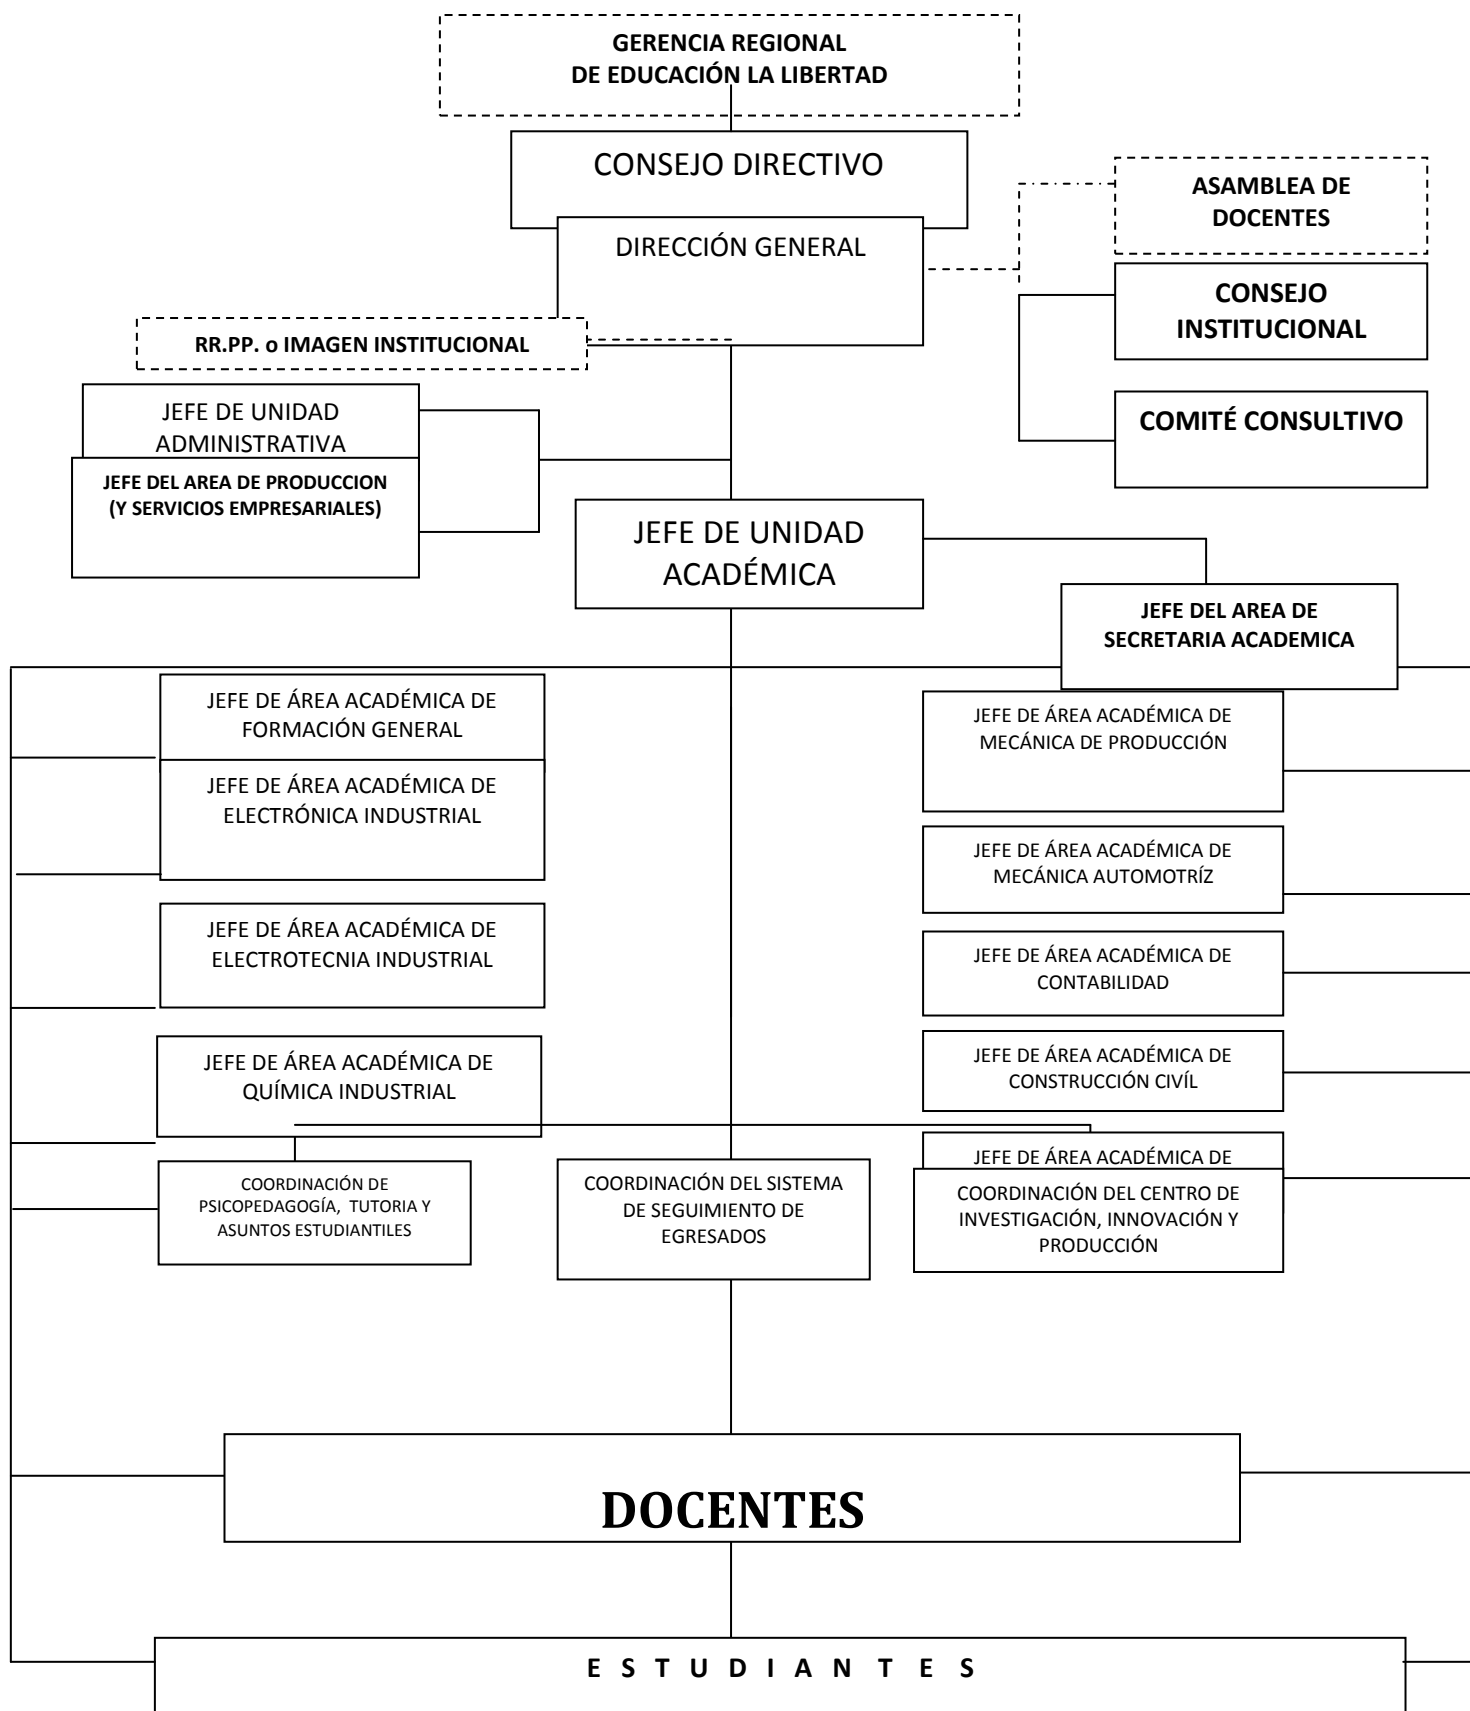 GERENCIA REGIONAL
DE EDUCACIÓN LA LIBERTAD
CONSEJO DIRECTIVO
DIRECCIÓN GENERAL
ASAMBLEA DE
DOCENTES
CONSEJO
INSTITUCIONAL
COMITÉ CONSULTIVO
RR.PP. o IMAGEN INSTITUCIONAL
JEFE DE UNIDAD
ADMINISTRATIVA
JEFE DEL AREA DE PRODUCCION
(Y SERVICIOS EMPRESARIALES)
JEFE DE UNIDAD
ACADÉMICA
JEFE DEL AREA DE
SECRETARIA ACADEMICA
JEFE DE ÁREA ACADÉMICA DE
FORMACIÓN GENERAL
JEFE DE ÁREA ACADÉMICA DE
ELECTRÓNICA INDUSTRIAL
JEFE DE ÁREA ACADÉMICA DE
ELECTROTECNIA INDUSTRIAL
JEFE DE ÁREA ACADÉMICA DE
QUÍMICA INDUSTRIAL
JEFE DE ÁREA ACADÉMICA DE
MECÁNICA DE PRODUCCIÓN
JEFE DE ÁREA ACADÉMICA DE
MECÁNICA AUTOMOTRÍZ
JEFE DE ÁREA ACADÉMICA DE
CONTABILIDAD
JEFE DE ÁREA ACADÉMICA DE
CONSTRUCCIÓN CIVÍL
JEFE DE ÁREA ACADÉMICA DE
COORDINACIÓN DE
PSICOPEDAGOGÍA, TUTORIA Y
ASUNTOS ESTUDIANTILES
COORDINACIÓN DEL SISTEMA
DE SEGUIMIENTO DE
EGRESADOS
COORDINACIÓN DEL CENTRO DE
INVESTIGACIÓN, INNOVACIÓN Y
PRODUCCIÓN
DOCENTES
E S T U D I A N T E S